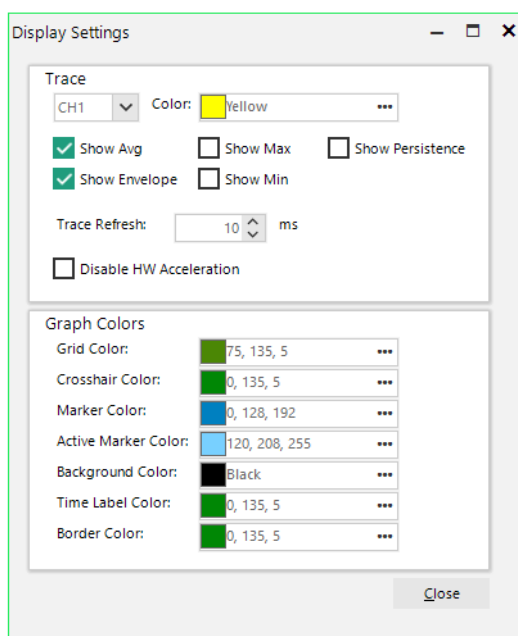 Display Settings
Trace
CH1 Color: Yellow •••
Show Avg Show Max Show Persistence
Show Envelope Show Min
Trace Refresh: 10 ms
Disable HW Acceleration
Graph Colors
Grid Color: 75, 135, 5 •••
Crosshair Color: 0, 135, 5 •••
Marker Color: 0, 128, 192 •••
Active Marker Color: 120, 208, 255 •••
Background Color: Black •••
Time Label Color: 0, 135, 5 •••
Border Color: 0, 135, 5 •••
Close